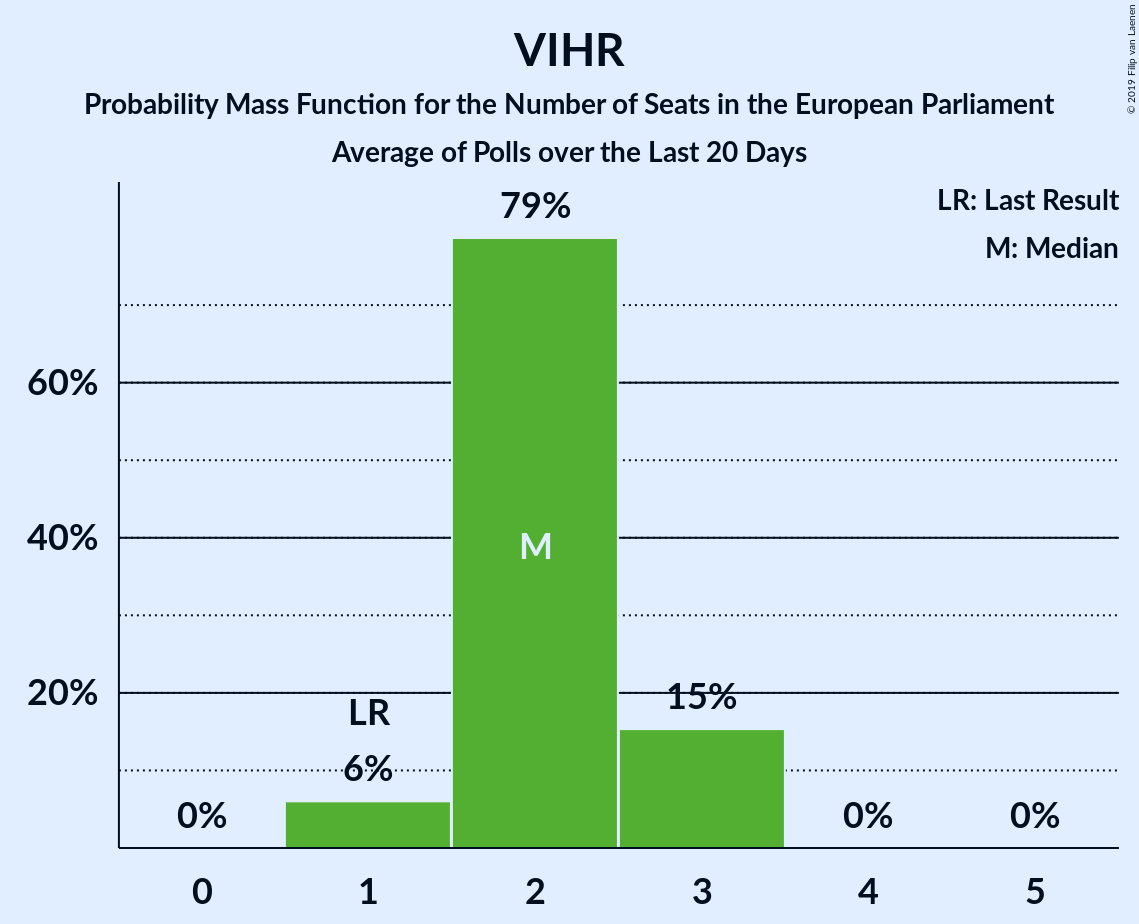 VIHR
Probability Mass Function for the Number of Seats in the European Parliament
Average of Polls over the Last 20 Days
© 2019 Filip van Laenen
LR: Last Result
M: Median
79%
60%
40%
20%
M
LR
6%
15%
0%
0%
0%
0
1
2
3
4
5